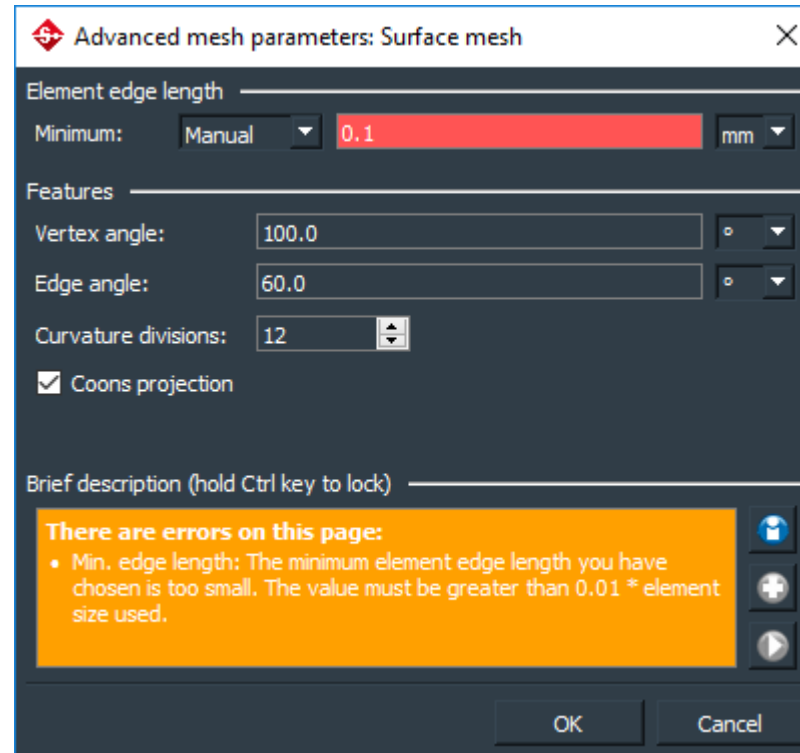 Advanced mesh parameters: Surface mesh
Element edge length
Minimum: Manual 0.1 mm
Features
Vertex angle: 100.0 °
Edge angle: 60.0 °
Curvature divisions: 12
Coons projection
Brief description (hold Ctrl key to lock)
There are errors on this page:
• Min. edge length: The minimum element edge length you have
chosen is too small. The value must be greater than 0.01 * element
size used.
OK Cancel